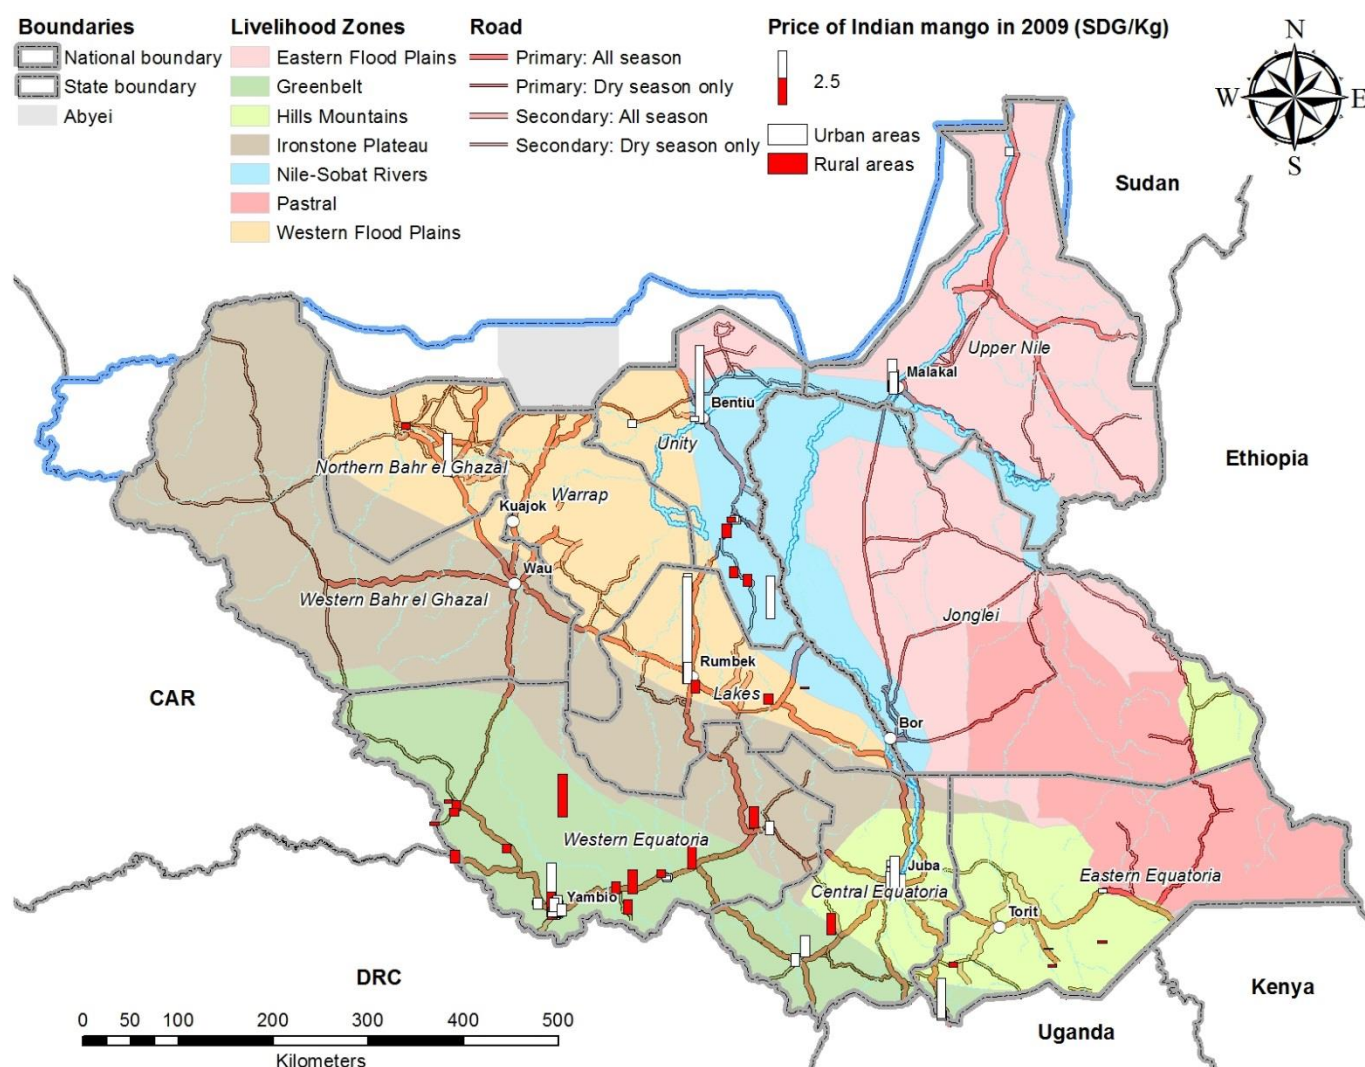 Boundaries
National boundary
State boundary
Abyei
Livelihood Zones
Eastern Flood Plains
Greenbelt
Hills Mountains
Ironstone Plateau
Nile-Sobat Rivers
Pastral
Western Flood Plains
Road
Primary: All season
Primary: Dry season only
Secondary: All season
Secondary: Dry season only
Price of Indian mango in 2009 (SDG/Kg)
2.5
Urban areas
Rural areas
N
W E
S
Sudan
Upper Nile
Malakal
Bentiu
Unity
Ethiopia
Northern Bahr el Ghazal
Warrap
Kuajok
Wau
Western Bahr el Ghazal
Jonglei
Rumbek
Lakes
CAR
Bor
Western Equatoria
Juba
Eastern Equatoria
Central Equatoria
Yambio
Torit
DRC
Kenya
Uganda
0 50 100 200 300 400 500
Kilometers